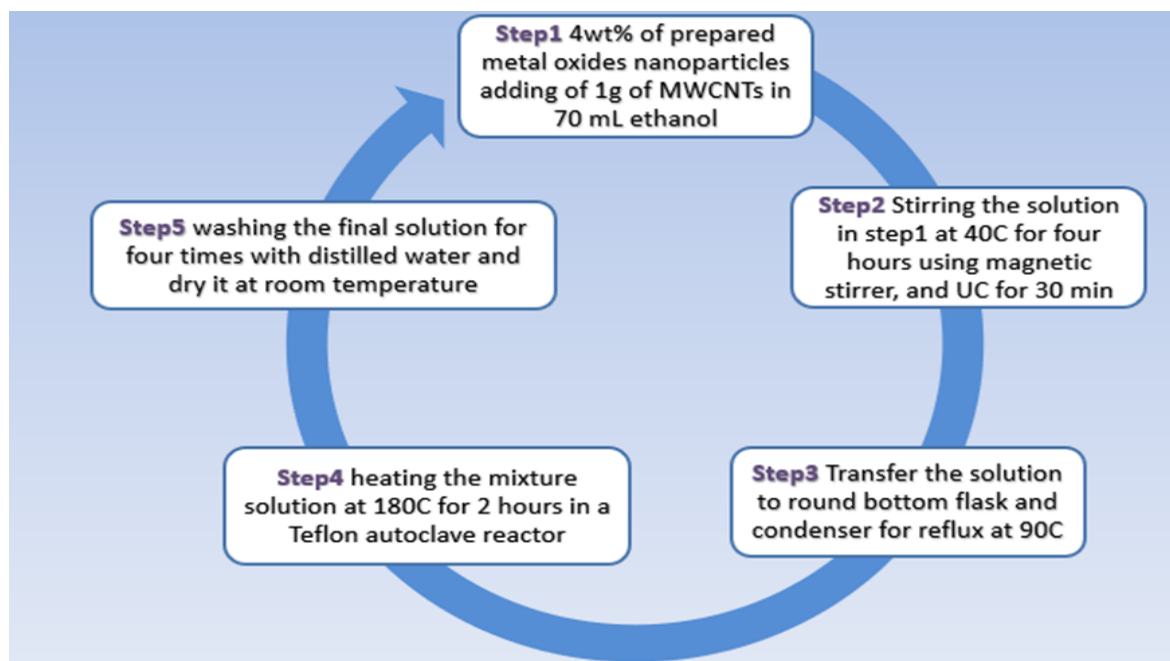 Step1 4wt% of prepared
metal oxides nanoparticles
adding of 1g of MWCNTs in
70 mL ethanol
Step2 Stirring the solution
in step1 at 40C for four
hours using magnetic
stirrer, and UC for 30 min
Step3 Transfer the solution
to round bottom flask and
condenser for reflux at 90C
Step4 heating the mixture
solution at 180C for 2 hours in a
Teflon autoclave reactor
Step5 washing the final solution for
four times with distilled water and
dry it at room temperature